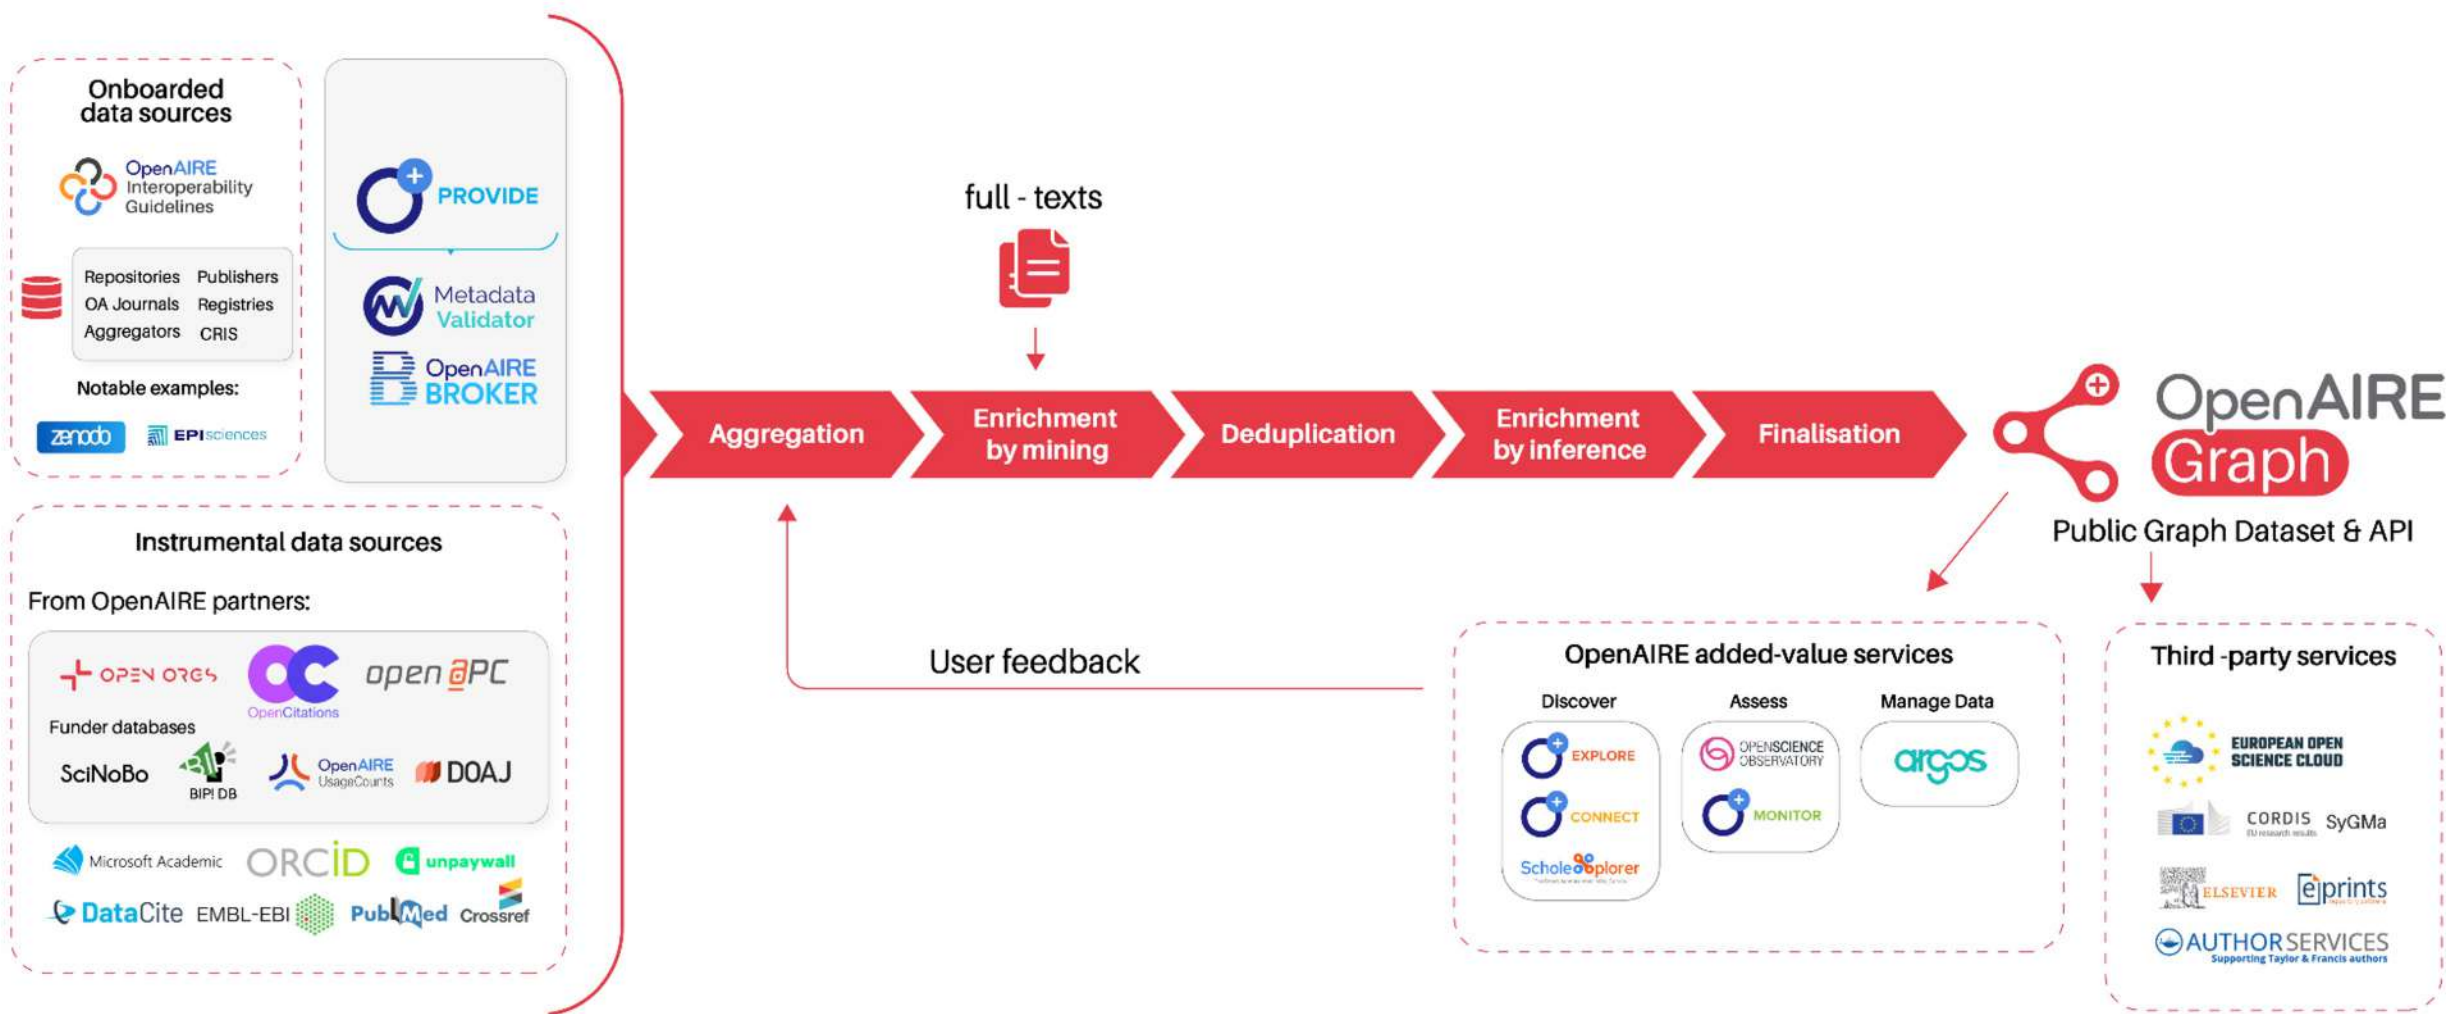 Onboarded
data sources
OpenAIRE
Interoperability
Guidelines
Repositories Publishers
OA Journals Registries
Aggregators CRIS
Notable examples:
zenodo
EPIsciences
PROVIDE
Metadata
Validator
OpenAIRE
BROKER
Instrumental data sources
From OpenAIRE partners:
OPEN ORGS
OC
OpenCitations
open aPC
Funder databases
SciNoBo
BIP!
BIP! DB
OpenAIRE
UsageCounts
DOAJ
Microsoft Academic
ORCiD
unpaywall
DataCite
EMBL-EBI
PubMed
Crossref
full - texts
Aggregation
Enrichment
by mining
Deduplication
Enrichment
by inference
Finalisation
User feedback
OpenAIRE
Graph
Public Graph Dataset & API
OpenAIRE added-value services
Discover
EXPLORE
CONNECT
Scholexplorer
Assess
OPENSCIENCE
OBSERVATORY
MONITOR
Manage Data
argos
Third -party services
EUROPEAN OPEN
SCIENCE CLOUD
CORDIS
EU research results
SyGMa
ELSEVIER
eprints
AUTHOR SERVICES
Supporting Taylor & Francis authors